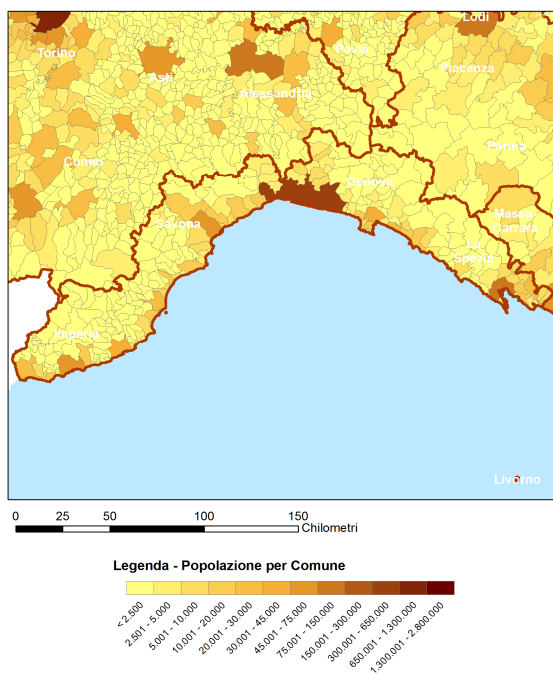 Lodi
Torino
Pavia
Asti
Piacenza
Alessandria
Parma
Cuneo
Genova
Massa-
Carrara
Savona
La
Spezia
Imperia
Livorno
0 25 50 100 150
Chilometri
Legenda - Popolazione per Comune
<2.500
2.501 - 5.000
5.001 - 10.000
10.001 - 20.000
20.001 - 30.000
30.001 - 45.000
45.001 - 75.000
75.001 - 150.000
150.001 - 300.000
300.001 - 650.000
650.001 - 1.300.000
1.300.001 - 2.800.000